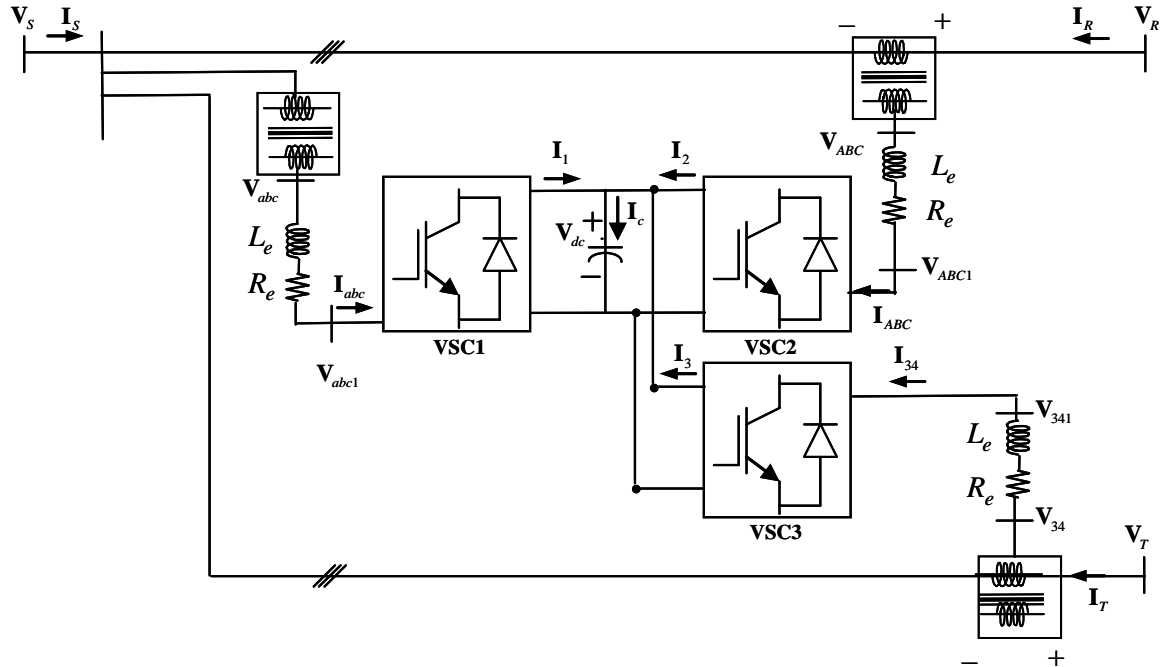 V_S
I_S
− +
I_R
V_R
V_ABC
L_e
R_e
V_ABC1
I_ABC
V_abc
L_e
R_e
I_abc
V_abc1
I_1
I_2
+
V_dc
−
I_c
VSC1
VSC2
I_3
I_34
V_341
L_e
R_e
V_34
VSC3
V_T
I_T
− +